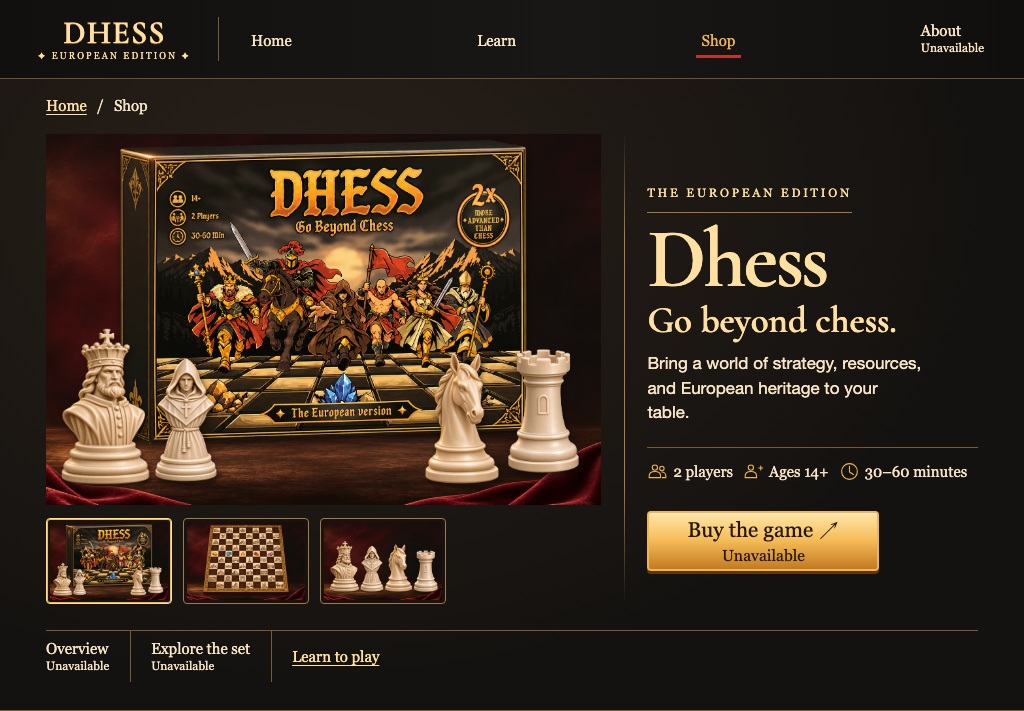 DHESS
✦ EUROPEAN EDITION ✦
Home
Learn
Shop
About
Unavailable
Home / Shop
DHESS
Go Beyond Chess
14+
2 Players
30-60 Min
2x
MORE
ADVANCED
THAN
CHESS
✦ The European version ✦
THE EUROPEAN EDITION
Dhess
Go beyond chess.
Bring a world of strategy, resources,
and European heritage to your
table.
2 players
Ages 14+
30–60 minutes
Buy the game ↗
Unavailable
DHESS
Overview
Unavailable
Explore the set
Unavailable
Learn to play